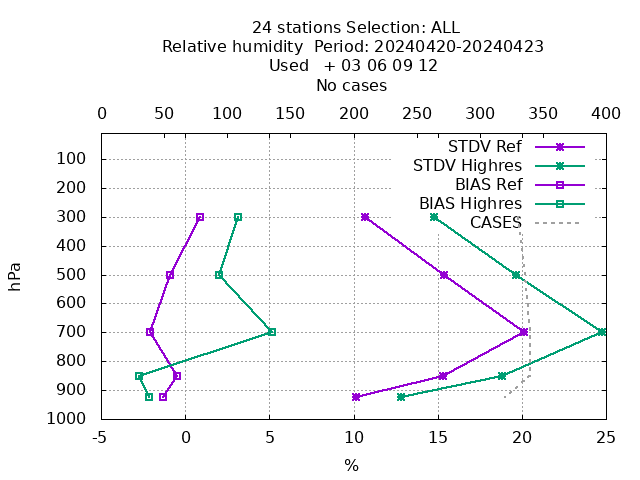 24 stations Selection: ALL
Relative humidity  Period: 20240420-20240423
Used   + 03 06 09 12
No cases
0 50 100 150 200 250 300 350 400
STDV Ref
STDV Highres
BIAS Ref
BIAS Highres
CASES
100
200
300
400
500
600
700
800
900
1000
hPa
-5 0 5 10 15 20 25
%